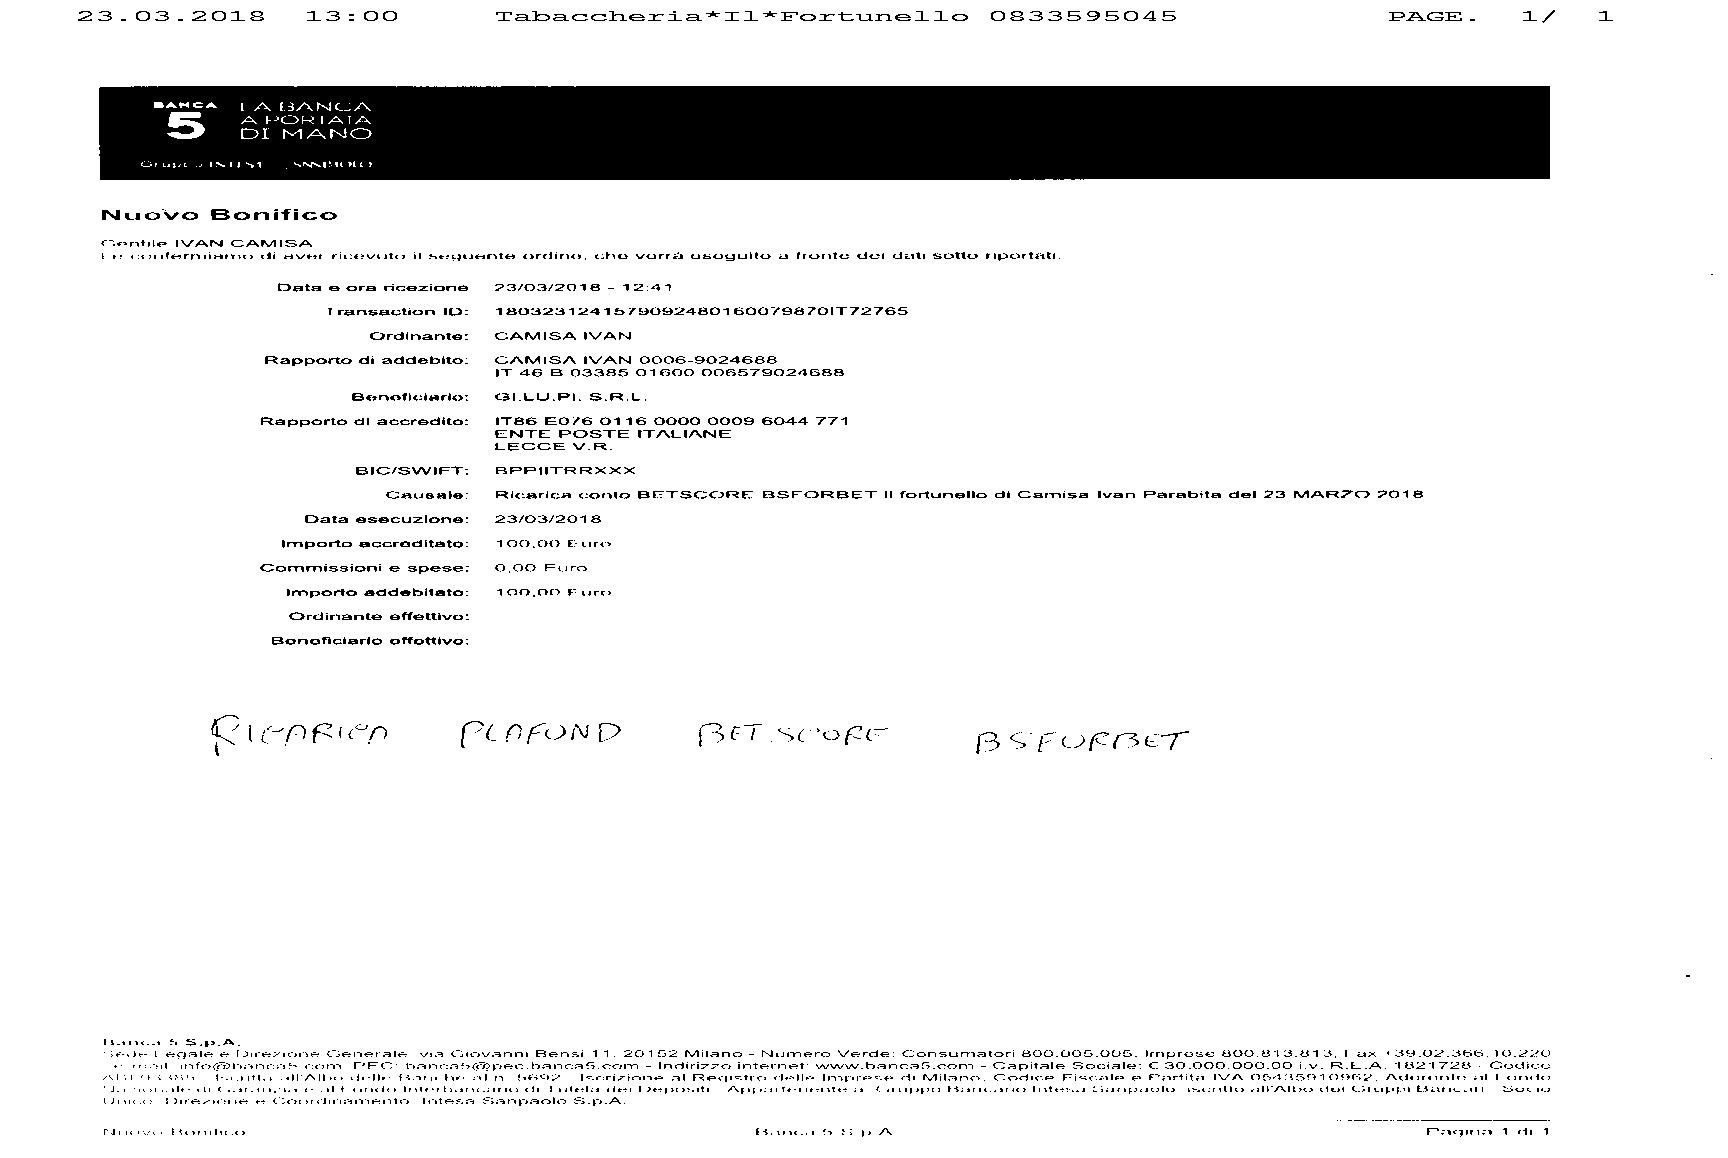 23.03.2018 13:00 Tabaccheria*Il*Fortunello 0833595045 PAGE. 1/ 1
BANCA 5 LA BANCA
A PORTATA
DI MANO
Gruppo INTESA SANPAOLO
Nuovo Bonifico
Gentile IVAN CAMISA
Le confermiamo di aver ricevuto il seguente ordine, che verrà eseguito a fronte dei dati sotto riportati.
Data e ora ricezione 23/03/2018 - 12:41
Transaction ID: 1803231241579092480160079870IT72765
Ordinante: CAMISA IVAN
Rapporto di addebito: CAMISA IVAN 0006-9024688
IT 46 B 03385 01600 006579024688
Beneficiario: GI.LU.PI. S.R.L.
Rapporto di accredito: IT86 E076 0116 0000 0009 6044 771
ENTE POSTE ITALIANE
LECCE V.R.
BIC/SWIFT: BPPIITRRXXX
Causale: Ricarica conto BETSCORE BSFORBET Il fortunello di Camisa Ivan Parabita del 23 MARZO 2018
Data esecuzione: 23/03/2018
Importo accreditato: 100,00 Euro
Commissioni e spese: 0,00 Euro
Importo addebitato: 100,00 Euro
Ordinante effettivo:
Beneficiario effettivo:
RICARICA PLAFOND BET.SCORE BSFORBET
Banca 5 S.p.A.
Sede Legale e Direzione Generale: via Giovanni Bensi 11, 20152 Milano - Numero Verde: Consumatori 800.005.005, Imprese 800.813.813, Fax +39.02.366.10.220
e-mail: info@banca5.com PEC: banca5@pec.banca5.com - Indirizzo internet: www.banca5.com - Capitale Sociale: € 30.000.000,00 i.v. R.E.A. 1821728 - Codice
ABI 03385 - Iscritta all'Albo delle Banche al n. 5692 - Iscrizione al Registro delle Imprese di Milano, Codice Fiscale e Partita IVA 05435910962, Aderente al Fondo
Nazionale di Garanzia e al Fondo Interbancario di Tutela dei Depositi - Appartenente al Gruppo Bancario Intesa Sanpaolo iscritto all'Albo dei Gruppi Bancari - Socio
Unico, Direzione e Coordinamento: Intesa Sanpaolo S.p.A.
Nuovo Bonifico Banca 5 S.p.A. Pagina 1 di 1